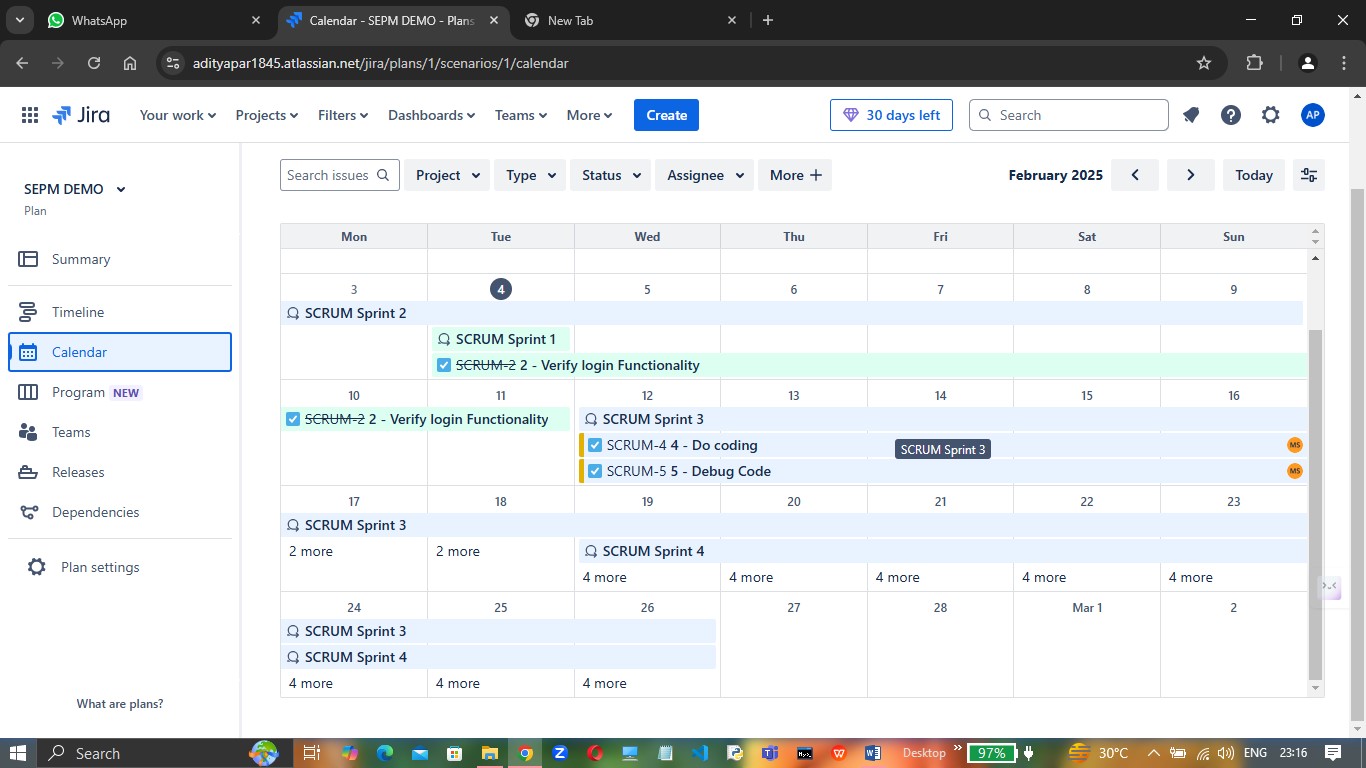 WhatsApp
Calendar - SEPM DEMO - Plans
New Tab
adityapar1845.atlassian.net/jira/plans/1/scenarios/1/calendar
Jira Your work Projects Filters Dashboards Teams More Create 30 days left Search AP
SEPM DEMO
Plan
Summary
Timeline
Calendar
Program NEW
Teams
Releases
Dependencies
Plan settings
What are plans?
Search issues Project Type Status Assignee More + February 2025 Today
Mon Tue Wed Thu Fri Sat Sun
3 4 5 6 7 8 9
SCRUM Sprint 2
SCRUM Sprint 1
SCRUM-2 2 - Verify login Functionality
10 11 12 13 14 15 16
SCRUM-2 2 - Verify login Functionality SCRUM Sprint 3
SCRUM-4 4 - Do coding SCRUM Sprint 3 MS
SCRUM-5 5 - Debug Code MS
17 18 19 20 21 22 23
SCRUM Sprint 3
2 more 2 more SCRUM Sprint 4
4 more 4 more 4 more 4 more 4 more
24 25 26 27 28 Mar 1 2
SCRUM Sprint 3
SCRUM Sprint 4
4 more 4 more 4 more
Search Desktop 97% 30°C ENG 23:16